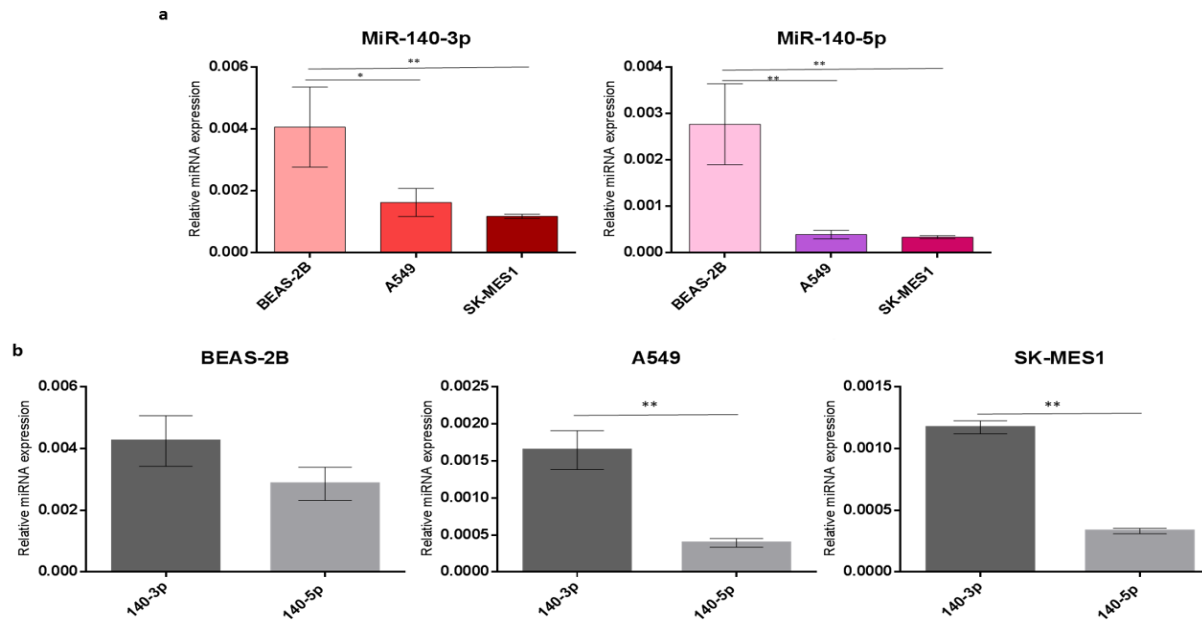 a
MiR-140-3p
Relative miRNA expression
0.006
0.004
0.002
0.000
**
*
BEAS-2B
A549
SK-MES1
MiR-140-5p
Relative miRNA expression
0.004
0.003
0.002
0.001
0.000
**
**
BEAS-2B
A549
SK-MES1
b
BEAS-2B
Relative miRNA expression
0.006
0.004
0.002
0.000
140-3p
140-5p
A549
Relative miRNA expression
0.0025
0.0020
0.0015
0.0010
0.0005
0.0000
**
140-3p
140-5p
SK-MES1
Relative miRNA expression
0.0015
0.0010
0.0005
0.0000
**
140-3p
140-5p